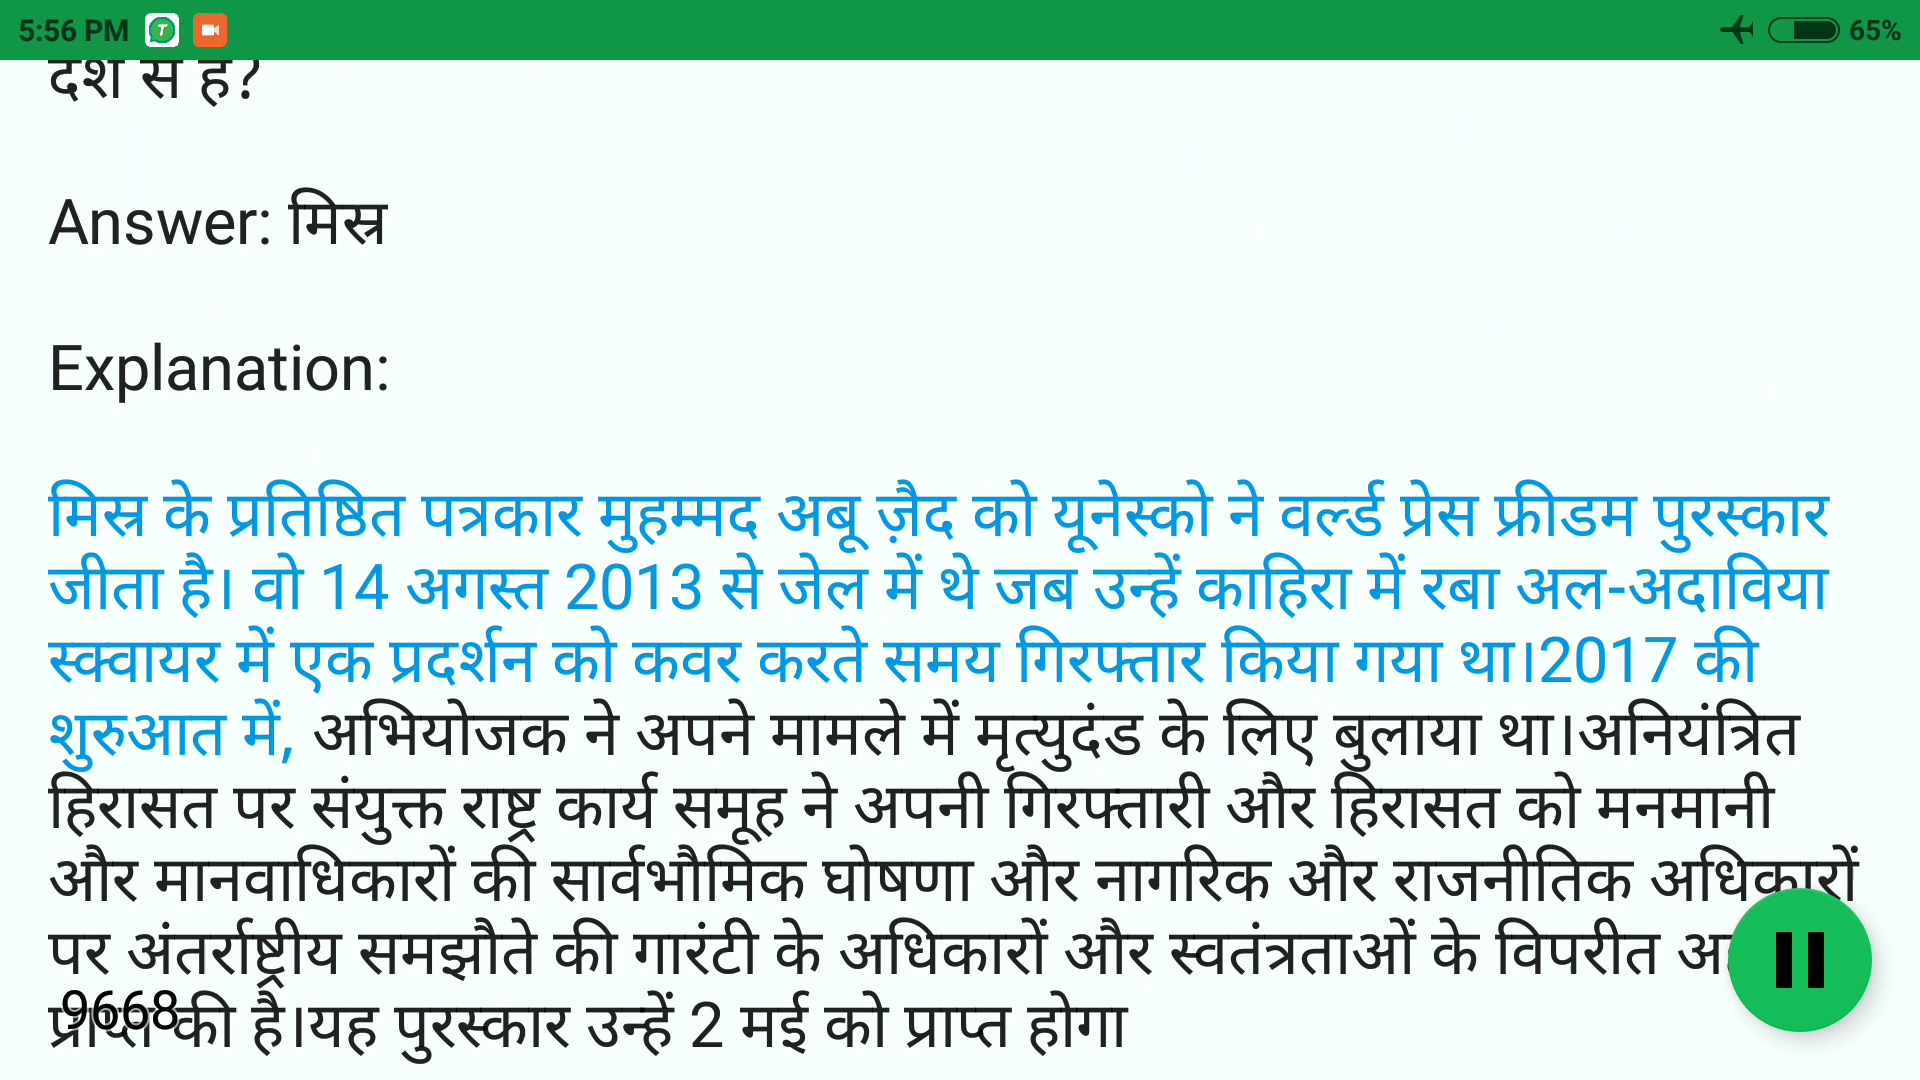 5:56 PM
65%
देश से है?
Answer: मिस्र
Explanation:
मिस्र के प्रतिष्ठित पत्रकार मुहम्मद अबू ज़ैद को यूनेस्को ने वर्ल्ड प्रेस फ्रीडम पुरस्कार
जीता है। वो 14 अगस्त 2013 से जेल में थे जब उन्हें काहिरा में रबा अल-अदाविया
स्क्वायर में एक प्रदर्शन को कवर करते समय गिरफ्तार किया गया था।2017 की
शुरुआत में, अभियोजक ने अपने मामले में मृत्युदंड के लिए बुलाया था।अनियंत्रित
हिरासत पर संयुक्त राष्ट्र कार्य समूह ने अपनी गिरफ्तारी और हिरासत को मनमानी
और मानवाधिकारों की सार्वभौमिक घोषणा और नागरिक और राजनीतिक अधिकारों
पर अंतर्राष्ट्रीय समझौते की गारंटी के अधिकारों और स्वतंत्रताओं के विपरीत
प्राप्त की है।यह पुरस्कार उन्हें 2 मई को प्राप्त होगा
9668